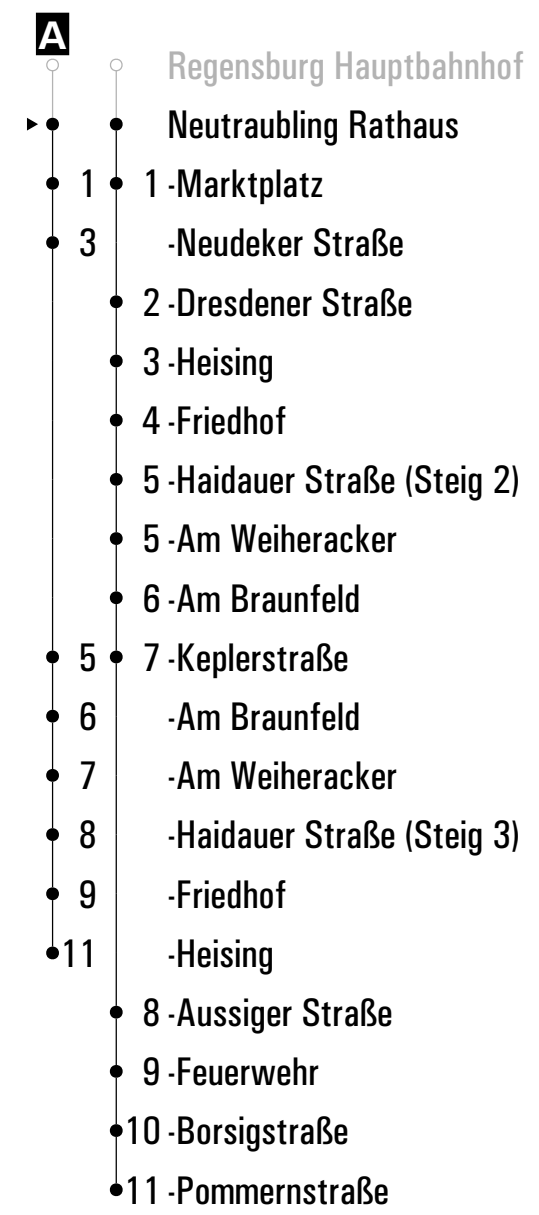 A
Regensburg Hauptbahnhof
Neutraubling Rathaus
1 1 -Marktplatz
3 -Neudeker Straße
2 -Dresdener Straße
3 -Heising
4 -Friedhof
5 -Haidauer Straße (Steig 2)
5 -Am Weiheracker
6 -Am Braunfeld
5 7 -Keplerstraße
6 -Am Braunfeld
7 -Am Weiheracker
8 -Haidauer Straße (Steig 3)
9 -Friedhof
11 -Heising
8 -Aussiger Straße
9 -Feuerwehr
10 -Borsigstraße
11 -Pommernstraße